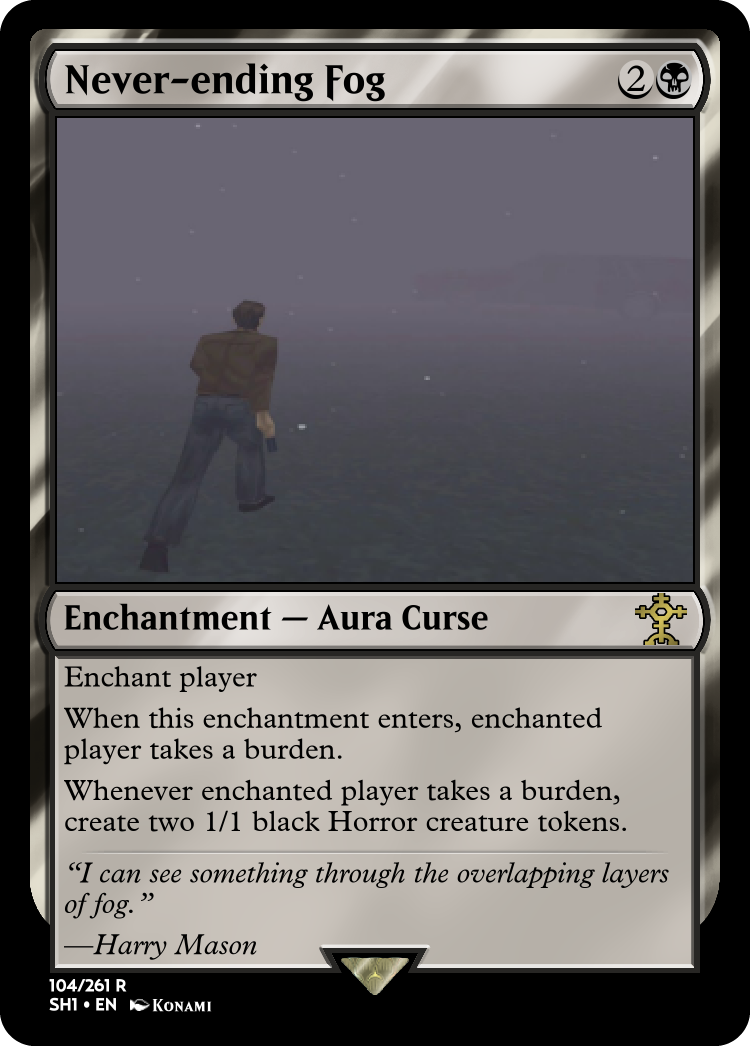 Never-ending Fog 2
Enchantment — Aura Curse
Enchant player
When this enchantment enters, enchanted
player takes a burden.
Whenever enchanted player takes a burden,
create two 1/1 black Horror creature tokens.
“I can see something through the overlapping layers
of fog.”
—Harry Mason
104/261 R
SH1 • EN KONAMI